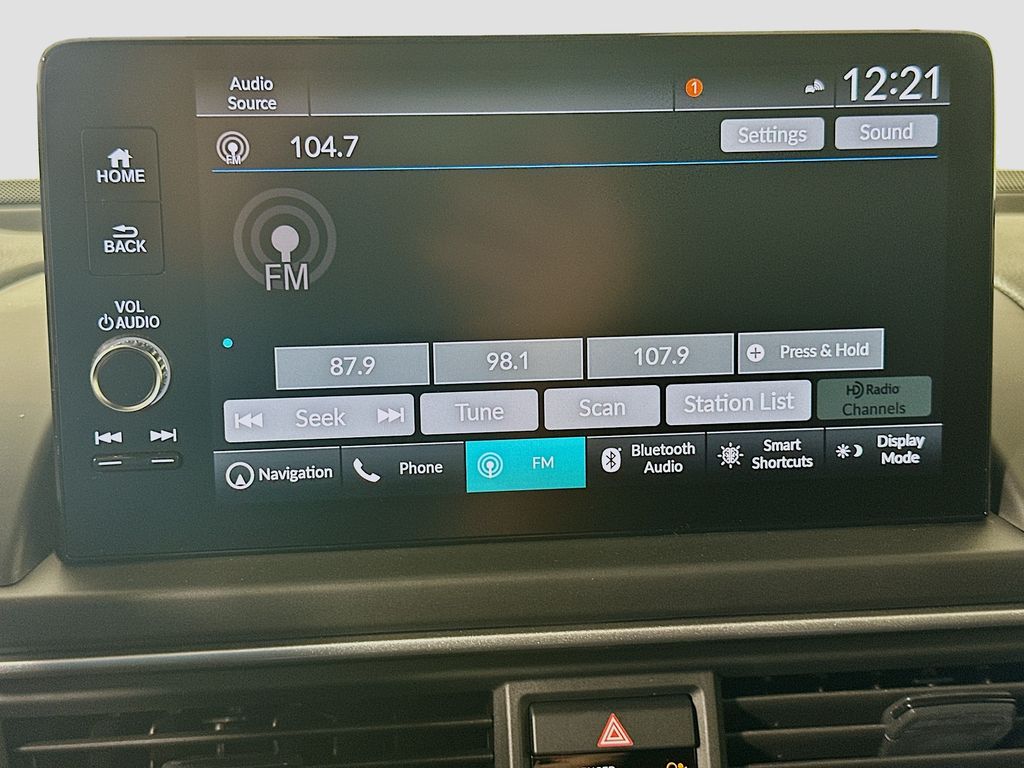 Audio
Source
1
12:21
FM
104.7
Settings
Sound
HOME
BACK
VOL
AUDIO
FM
87.9
98.1
107.9
+ Press & Hold
Seek
Tune
Scan
Station List
HD Radio
Channels
Navigation
Phone
FM
Bluetooth
Audio
Smart
Shortcuts
Display
Mode